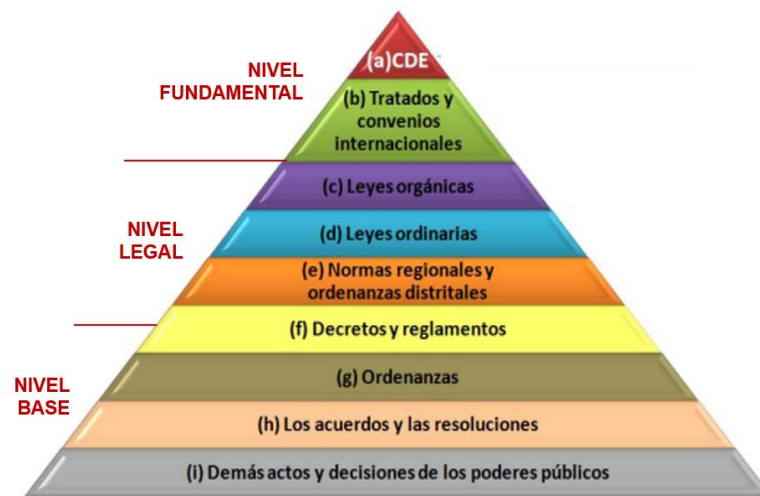 (a)CDE
NIVEL
FUNDAMENTAL
(b) Tratados y
convenios
internacionales
(c) Leyes orgánicas
NIVEL
LEGAL
(d) Leyes ordinarias
(e) Normas regionales y
ordenanzas distritales
(f) Decretos y reglamentos
NIVEL
BASE
(g) Ordenanzas
(h) Los acuerdos y las resoluciones
(i) Demás actos y decisiones de los poderes públicos